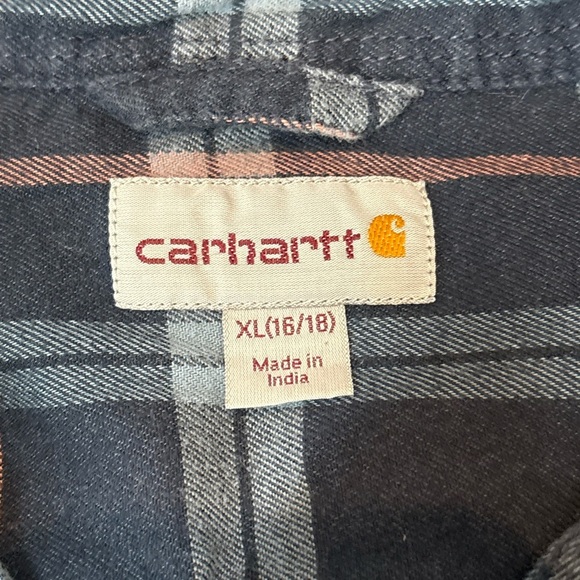 carhartt
XL(16/18)
Made in
India